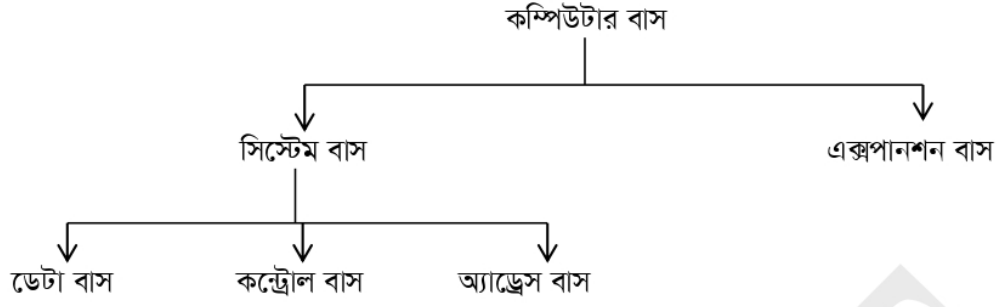 কম্পিউটার বাস
সিস্টেম বাস এক্সপানশন বাস
ডেটা বাস কন্ট্রোল বাস অ্যাড্রেস বাস